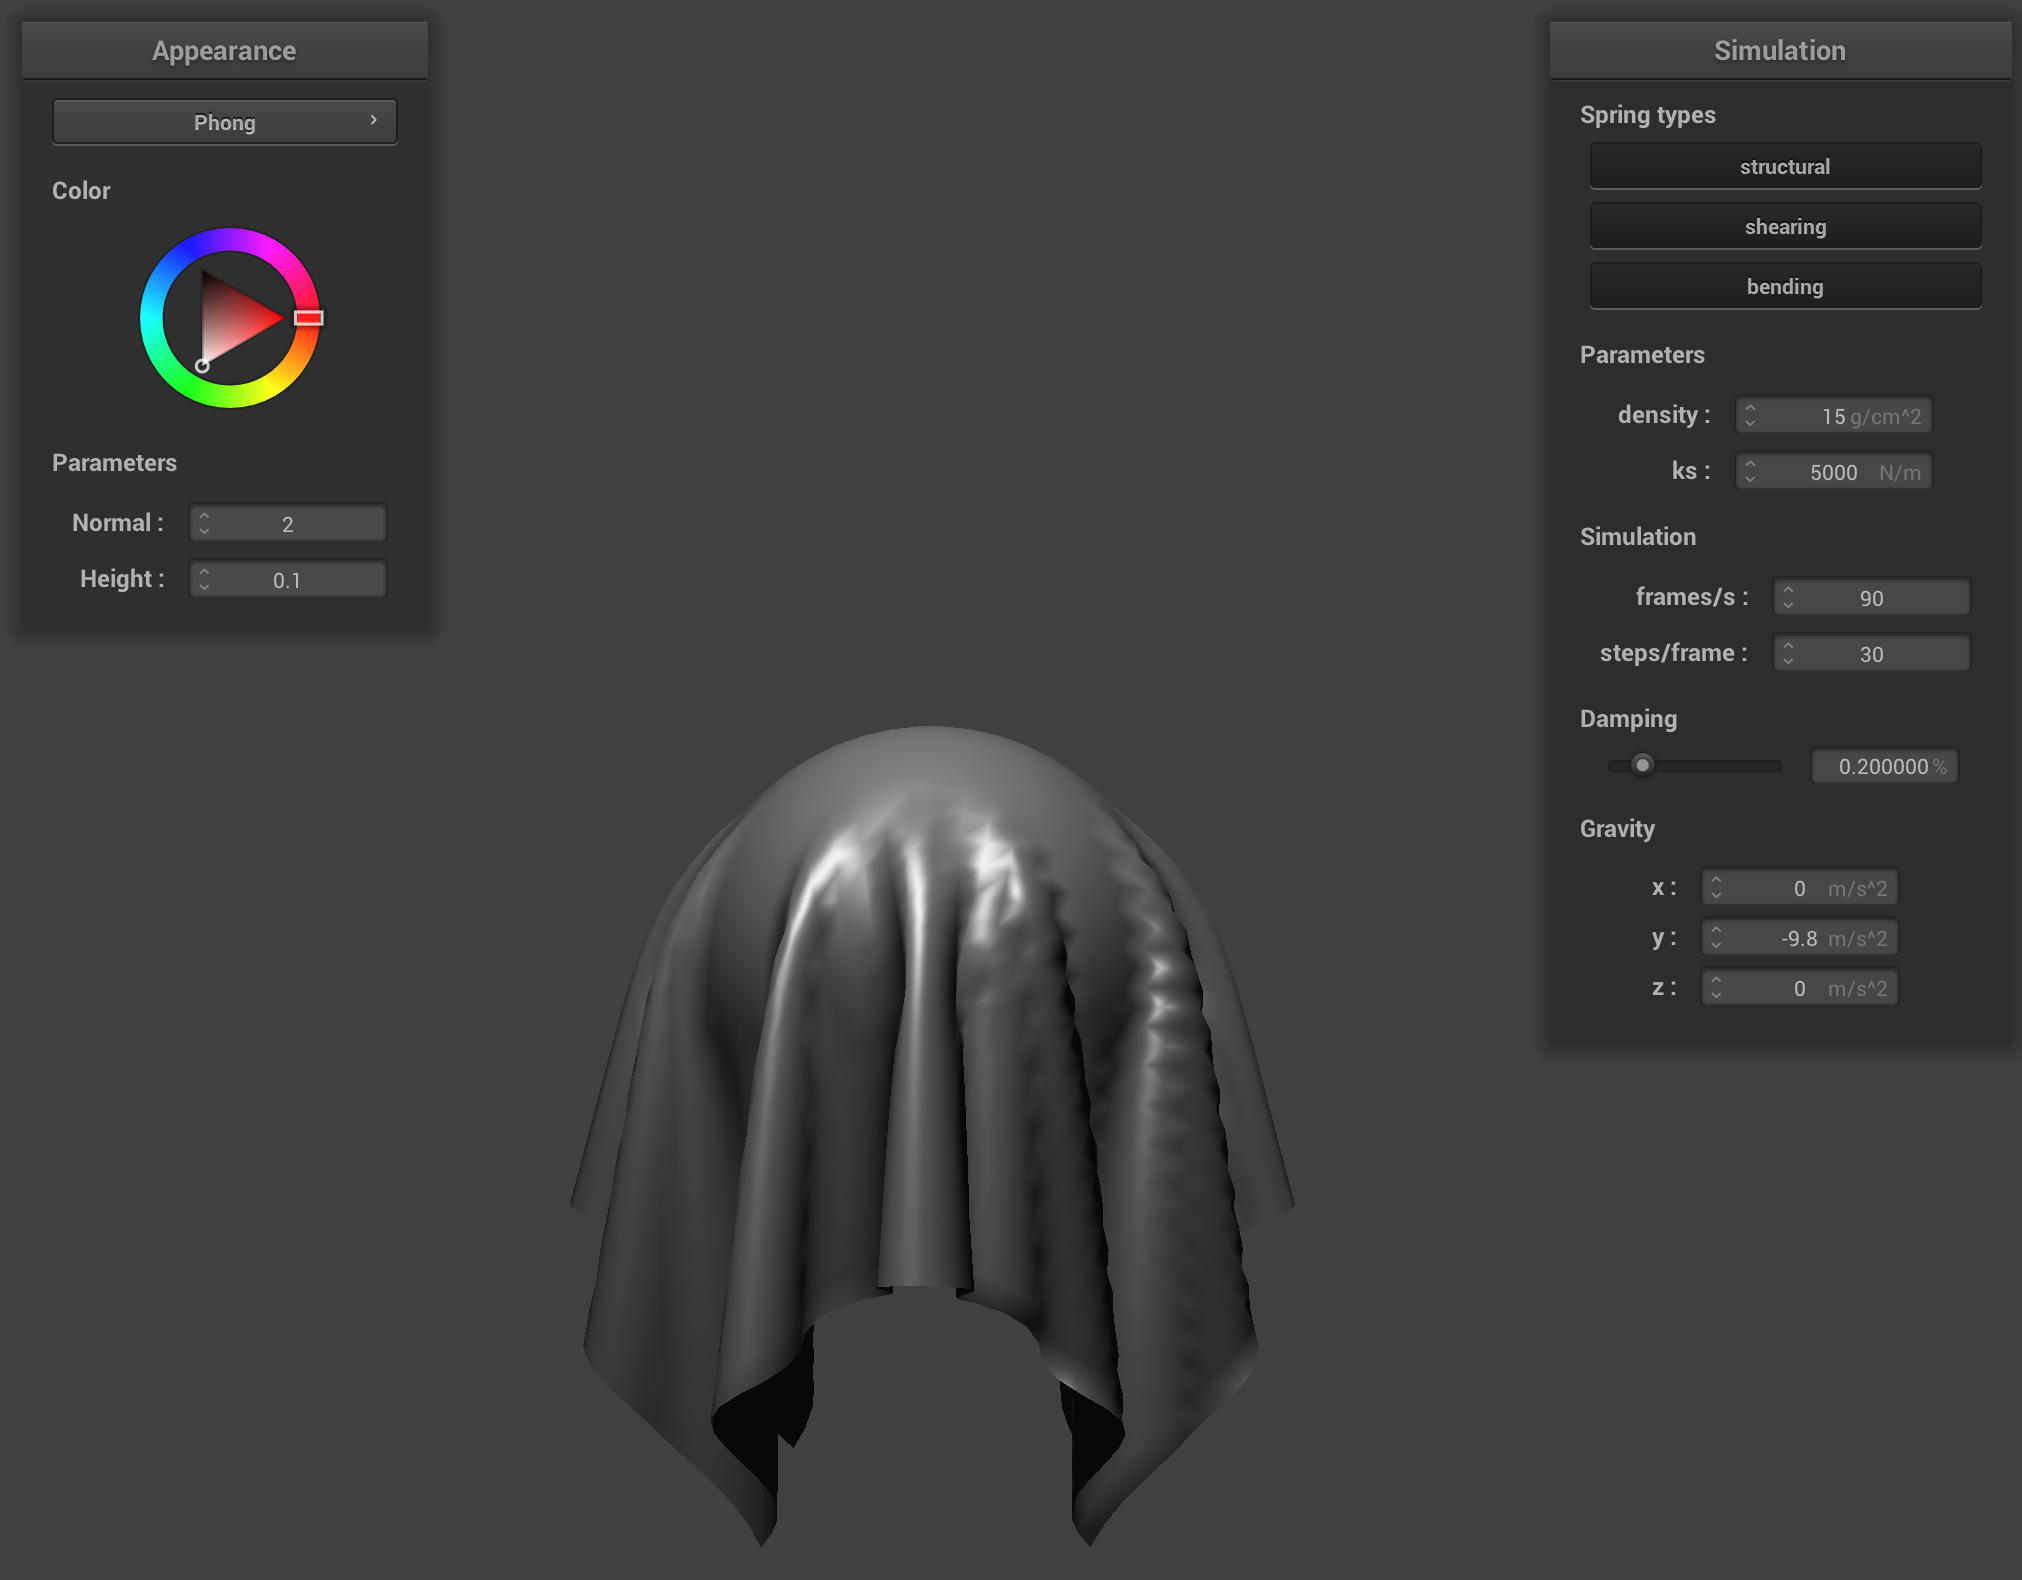 Appearance
Phong
Color
Parameters
Normal : 2
Height : 0.1
Simulation
Spring types
structural
shearing
bending
Parameters
density : 15 g/cm^2
ks : 5000 N/m
Simulation
frames/s : 90
steps/frame : 30
Damping
0.200000 %
Gravity
x : 0 m/s^2
y : -9.8 m/s^2
z : 0 m/s^2